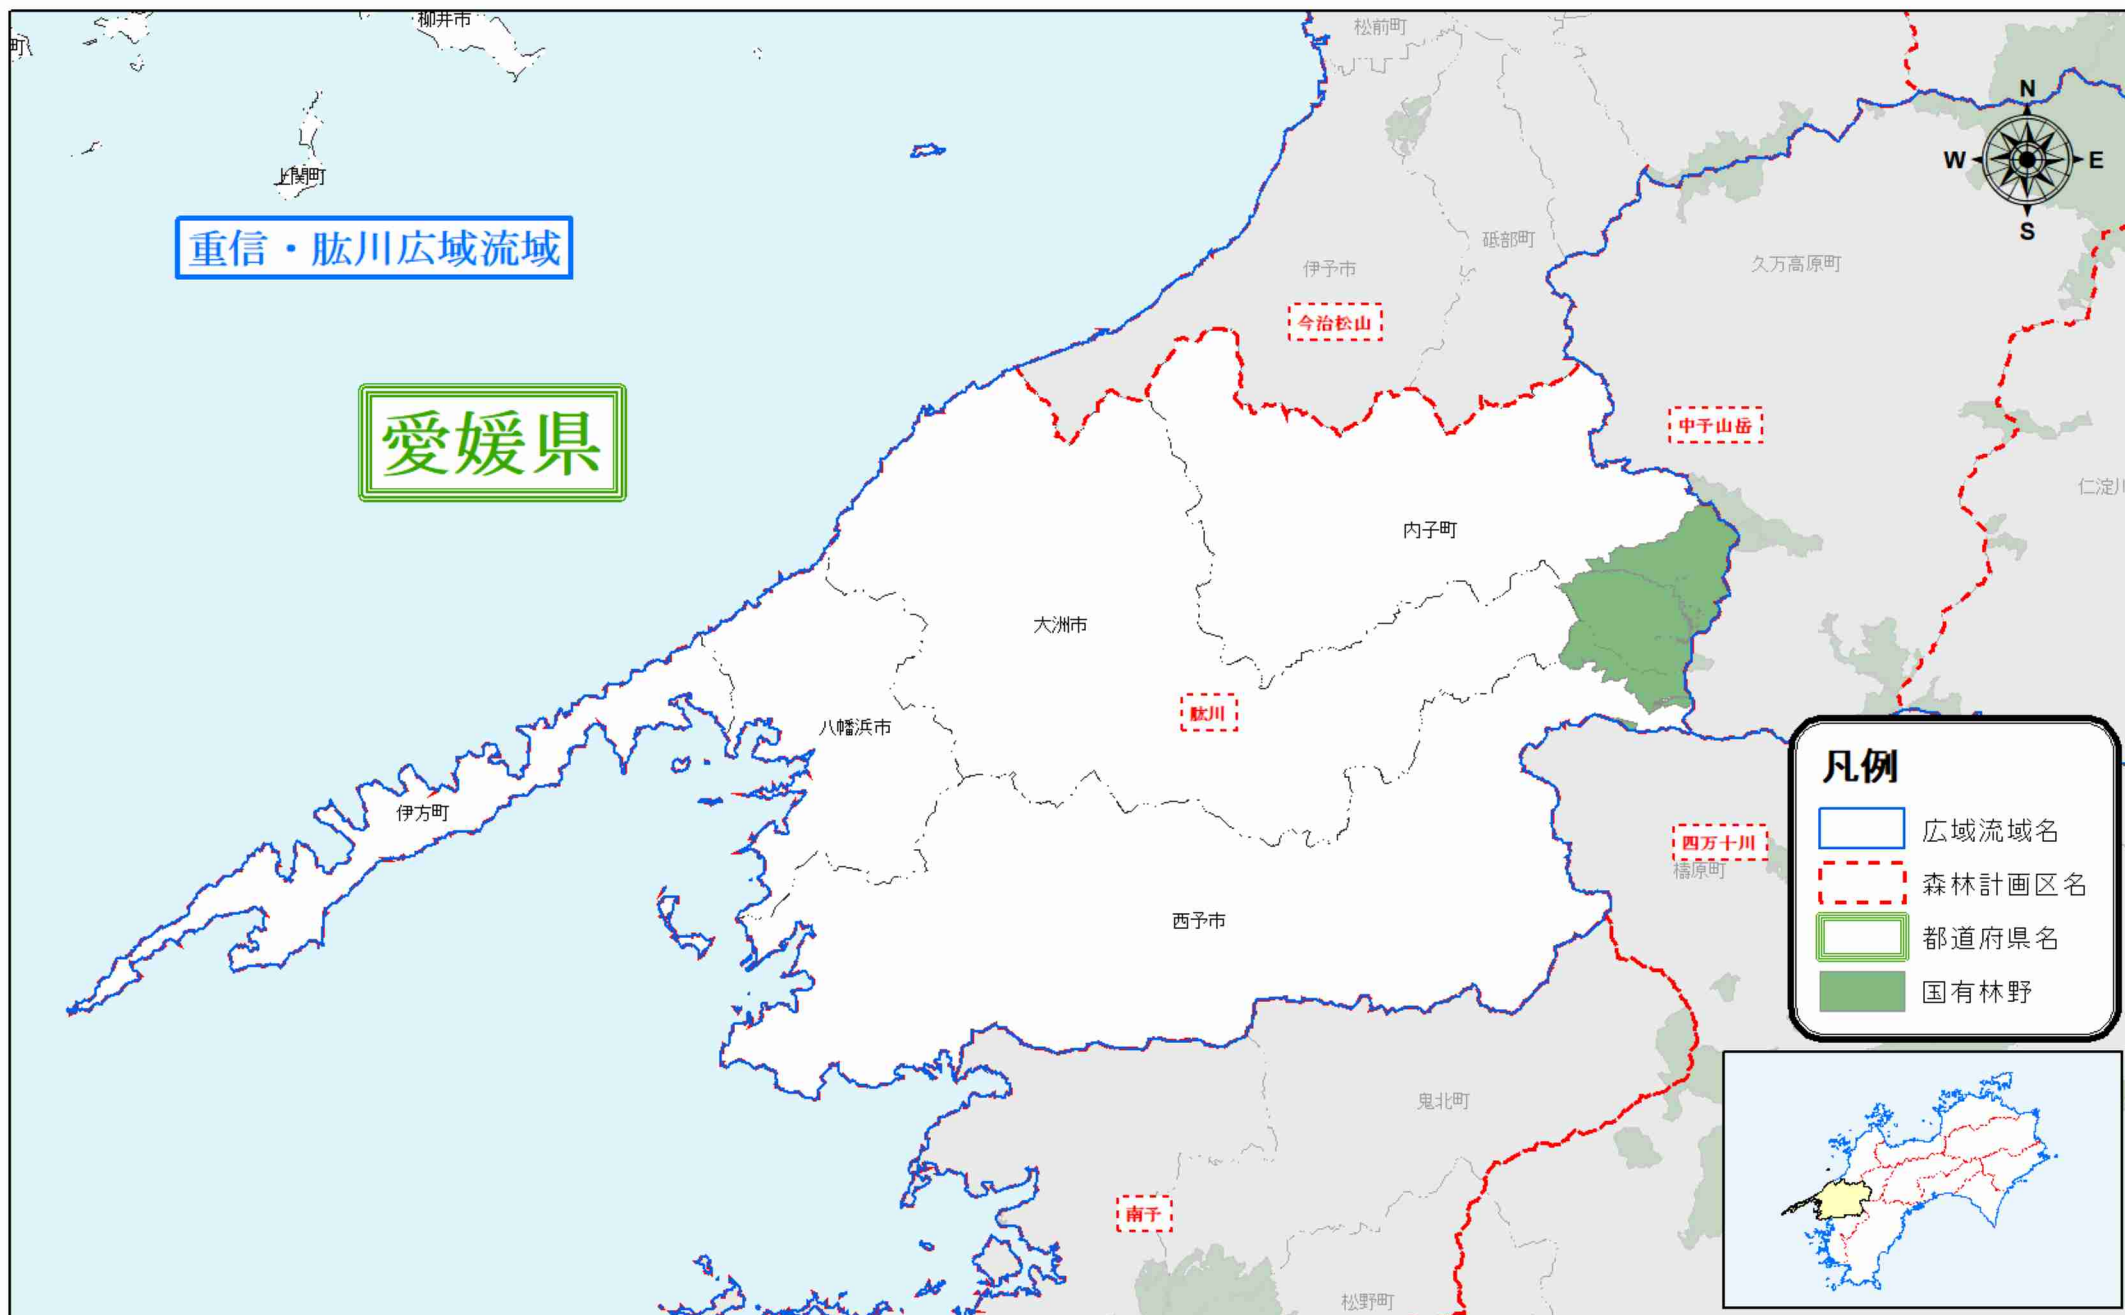 柳井市
町
松前町
N
W
E
S
上関町
重信・肱川広域流域
砥部町
伊予市
久万高原町
今治松山
愛媛県
中予山岳
仁淀川
内子町
大洲市
肱川
八幡浜市
伊方町
四万十川
檮原町
西予市
凡例
広域流域名
森林計画区名
都道府県名
国有林野
鬼北町
南予
松野町